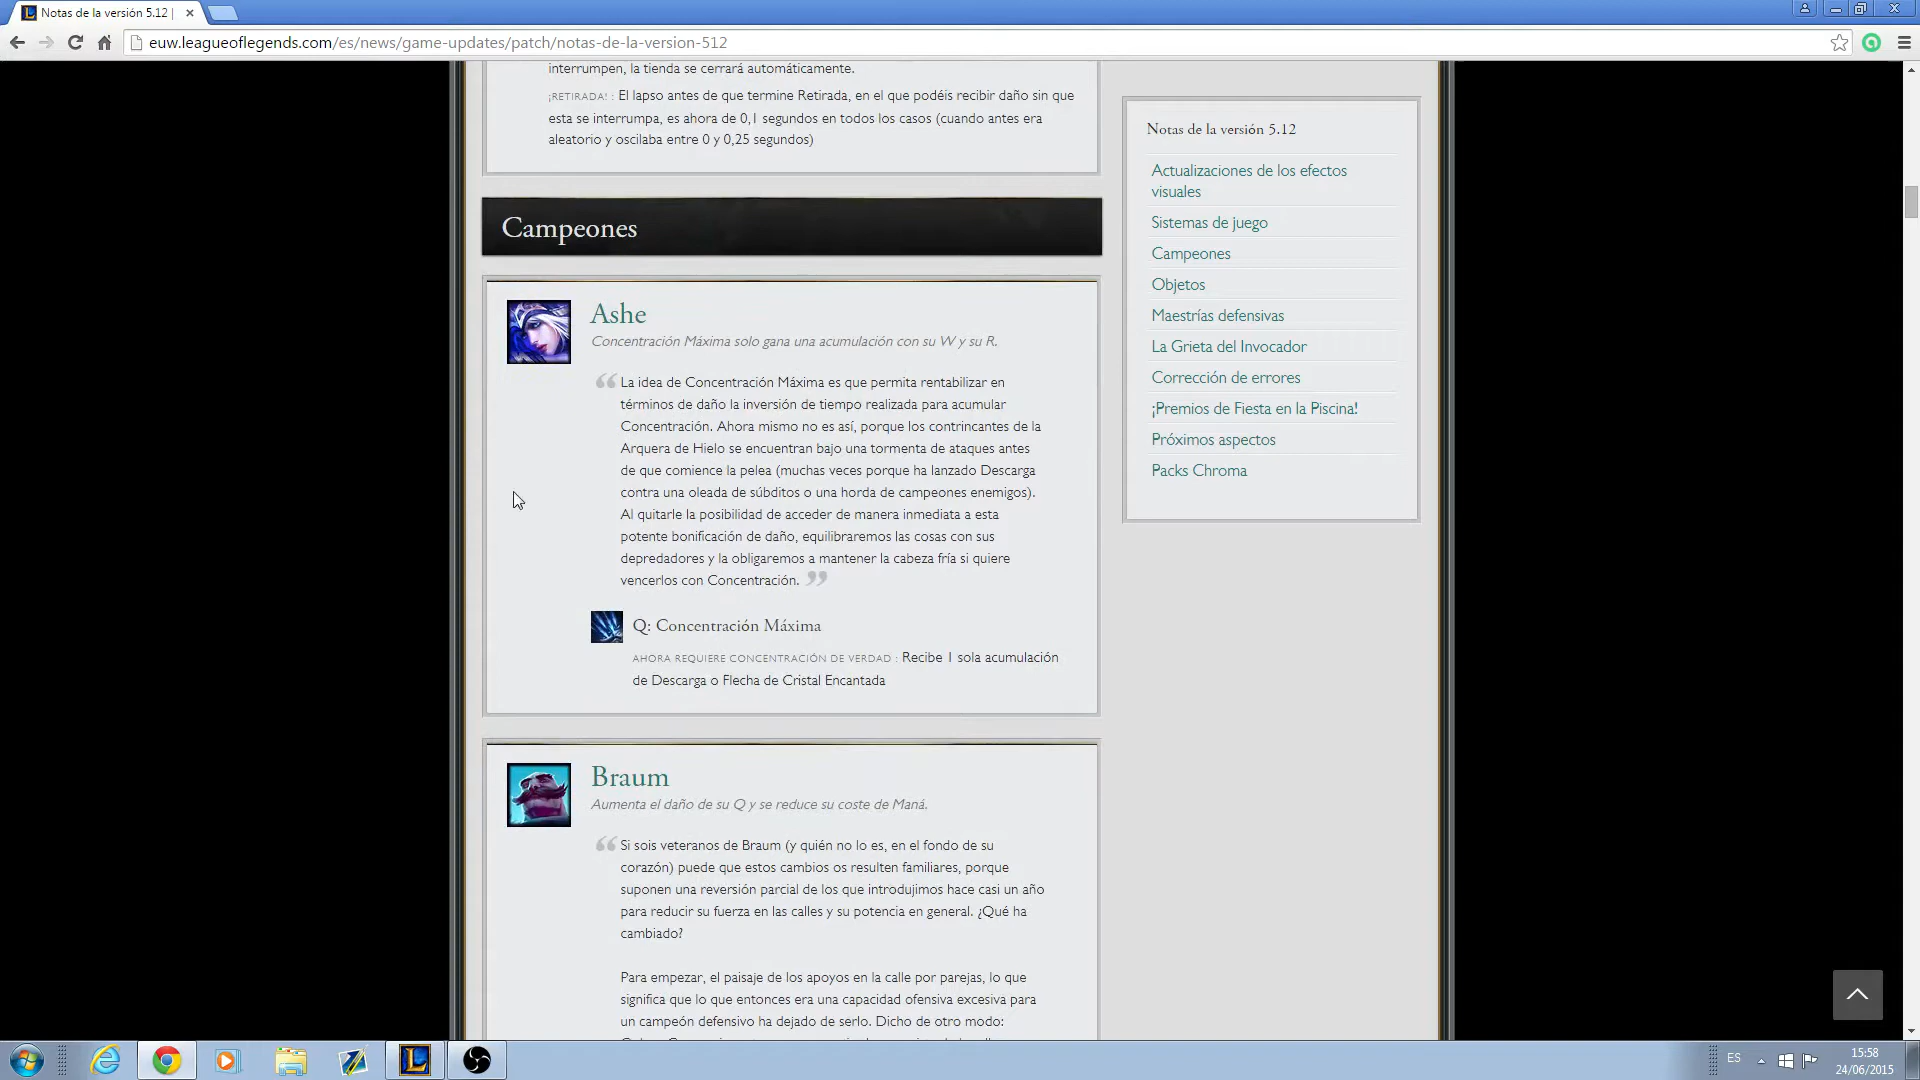 Notas de la versión 5.12 |
euw.leagueoflegends.com/es/news/game-updates/patch/notas-de-la-version-512
interrumpen, la tienda se cerrará automáticamente.
¡RETIRADA! : El lapso antes de que termine Retirada, en el que podéis recibir daño sin que
esta se interrumpa, es ahora de 0,1 segundos en todos los casos (cuando antes era
aleatorio y oscilaba entre 0 y 0,25 segundos)
Campeones
Ashe
Concentración Máxima solo gana una acumulación con su W y su R.
“ La idea de Concentración Máxima es que permita rentabilizar en
términos de daño la inversión de tiempo realizada para acumular
Concentración. Ahora mismo no es así, porque los contrincantes de la
Arquera de Hielo se encuentran bajo una tormenta de ataques antes
de que comience la pelea (muchas veces porque ha lanzado Descarga
contra una oleada de súbditos o una horda de campeones enemigos).
Al quitarle la posibilidad de acceder de manera inmediata a esta
potente bonificación de daño, equilibraremos las cosas con sus
depredadores y la obligaremos a mantener la cabeza fría si quiere
vencerlos con Concentración. ”
Q: Concentración Máxima
AHORA REQUIERE CONCENTRACIÓN DE VERDAD : Recibe 1 sola acumulación
de Descarga o Flecha de Cristal Encantada
Braum
Aumenta el daño de su Q y se reduce su coste de Maná.
“ Si sois veteranos de Braum (y quién no lo es, en el fondo de su
corazón) puede que estos cambios os resulten familiares, porque
suponen una reversión parcial de los que introdujimos hace casi un año
para reducir su fuerza en las calles y su potencia en general. ¿Qué ha
cambiado?
Para empezar, el paisaje de los apoyos en la calle por parejas, lo que
significa que lo que entonces era una capacidad ofensiva excesiva para
un campeón defensivo ha dejado de serlo. Dicho de otro modo:
Notas de la versión 5.12
Actualizaciones de los efectos
visuales
Sistemas de juego
Campeones
Objetos
Maestrías defensivas
La Grieta del Invocador
Corrección de errores
¡Premios de Fiesta en la Piscina!
Próximos aspectos
Packs Chroma
ES
15:58
24/06/2015